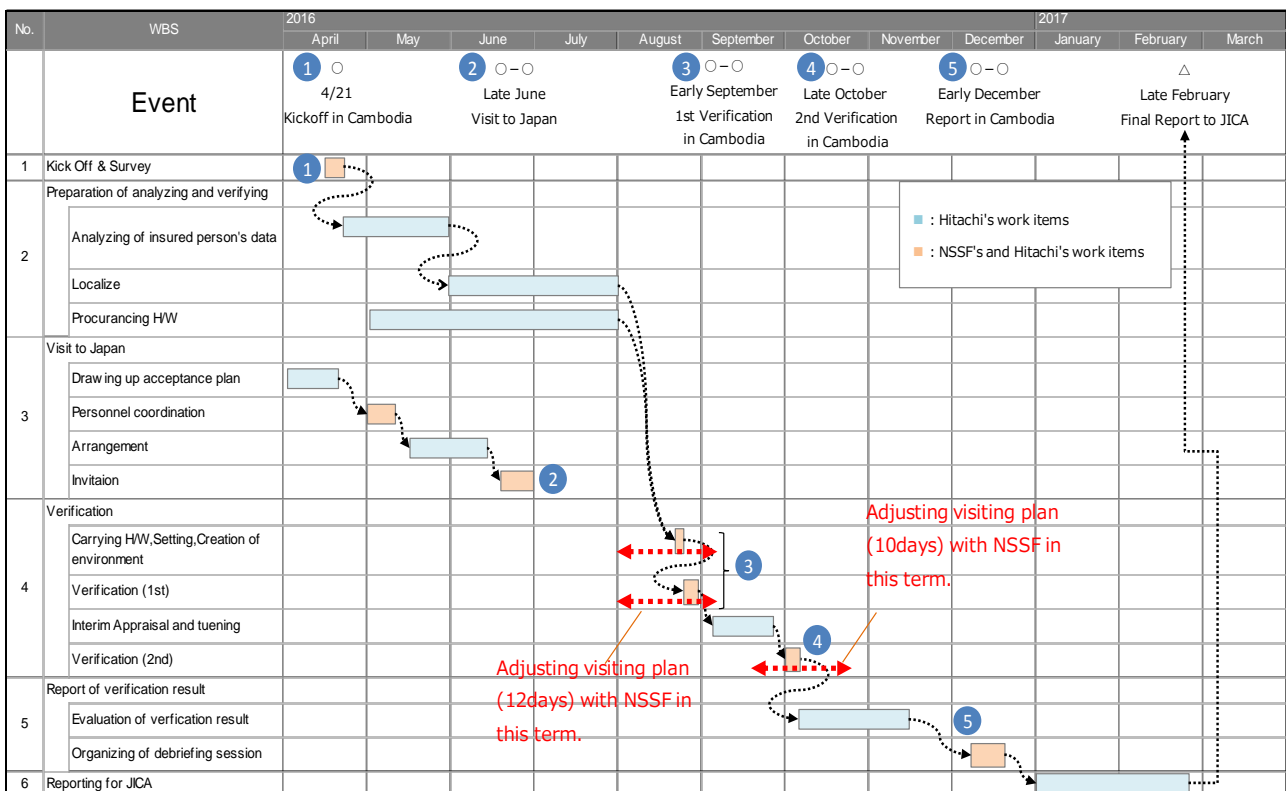 No. WBS 2016 2017
April May June July August September October November December January February March
Event
1 ○ 2 ○−○ 3 ○−○ 4 ○−○ 5 ○−○ △
4/21
Kickoff in Cambodia
Late June
Visit to Japan
Early September
1st Verification
in Cambodia
Late October
2nd Verification
in Cambodia
Early December
Report in Cambodia
Late February
Final Report to JICA
1 Kick Off & Survey 1
Preparation of analyzing and verifying
: Hitachi's work items
: NSSF's and Hitachi's work items
2
Analyzing of insured person's data
Localize
Procurancing H/W
Visit to Japan
3
Drawing up acceptance plan
Personnel coordination
Arrangement
Invitaion 2
Verification
4
Carrying H/W,Setting,Creation of
environment
3
Verification (1st)
Interim Appraisal and tuening
4
Verification (2nd)
Adjusting visiting plan
(10days) with NSSF in
this term.
Adjusting visiting plan
(12days) with NSSF in
this term.
Report of verification result
5
Evaluation of verfication result 5
Organizing of debriefing session
6 Reporting for JICA